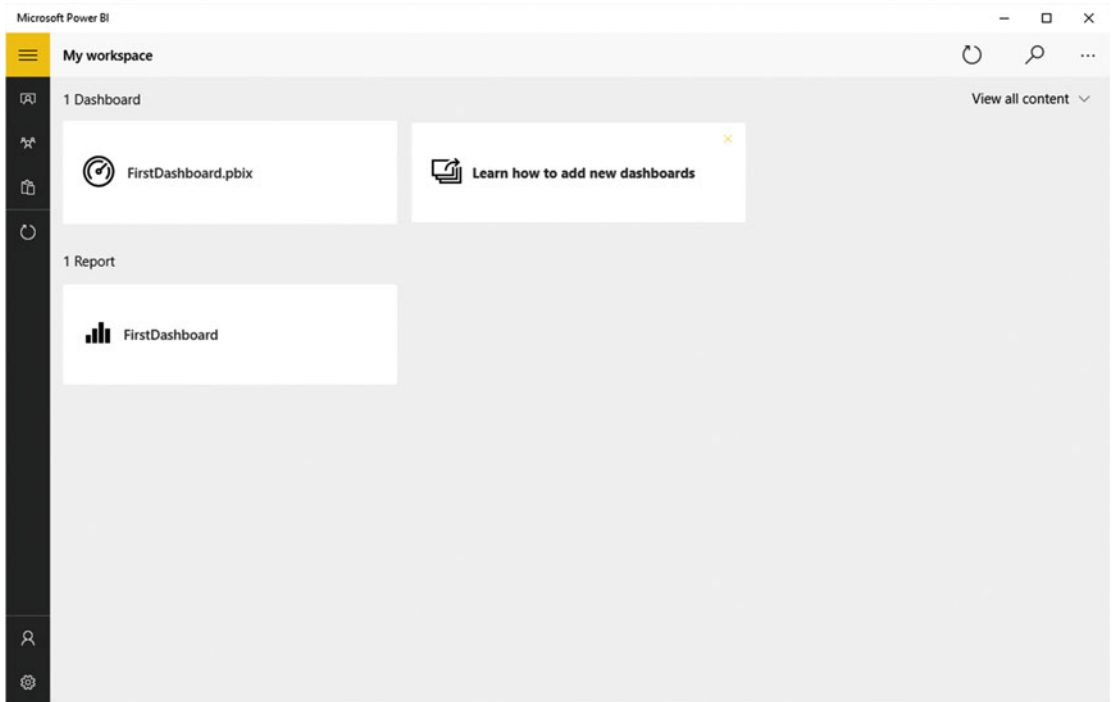 Microsoft Power BI
My workspace
1 Dashboard
View all content
FirstDashboard.pbix
Learn how to add new dashboards
1 Report
FirstDashboard